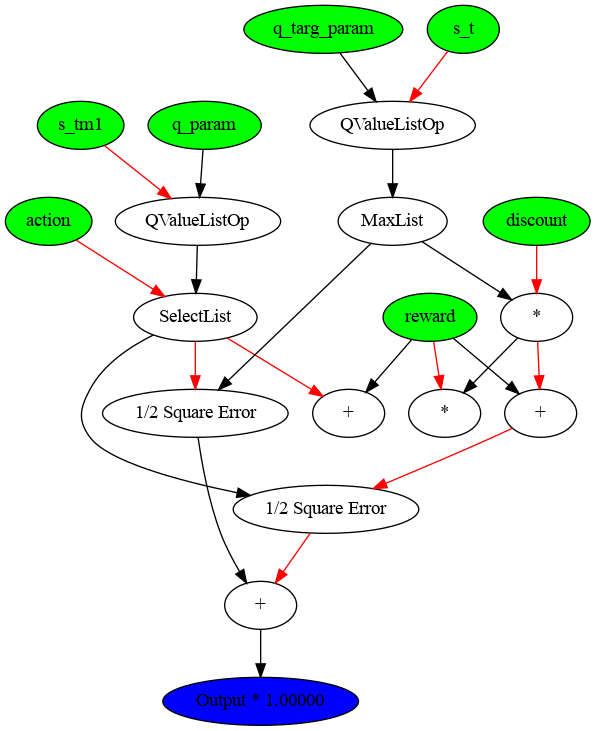 q_targ_param
s_t
s_tm1
q_param
QValueListOp
action
QValueListOp
MaxList
discount
SelectList
reward
*
1/2 Square Error
+
*
+
1/2 Square Error
+
Output * 1.00000